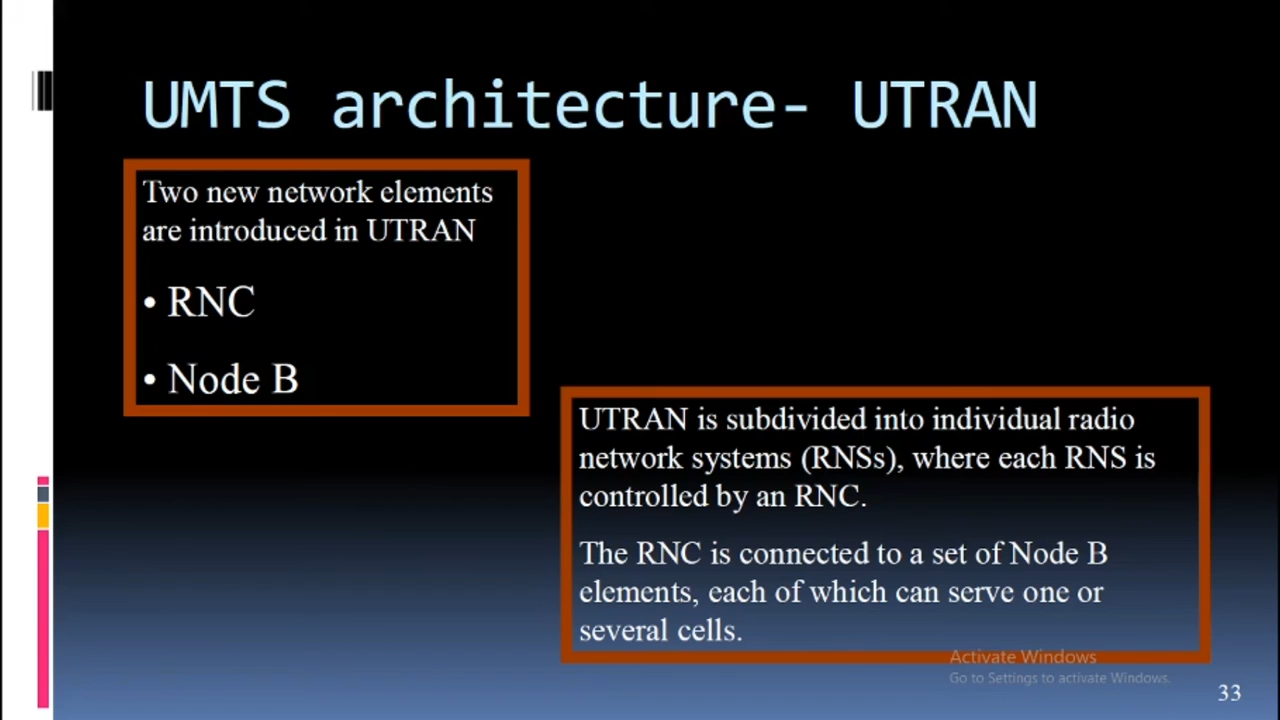 UMTS architecture- UTRAN
Two new network elements
are introduced in UTRAN
• RNC
• Node B
UTRAN is subdivided into individual radio
network systems (RNSs), where each RNS is
controlled by an RNC.
The RNC is connected to a set of Node B
elements, each of which can serve one or
several cells.
Activate Windows
Go to Settings to activate Windows.
33